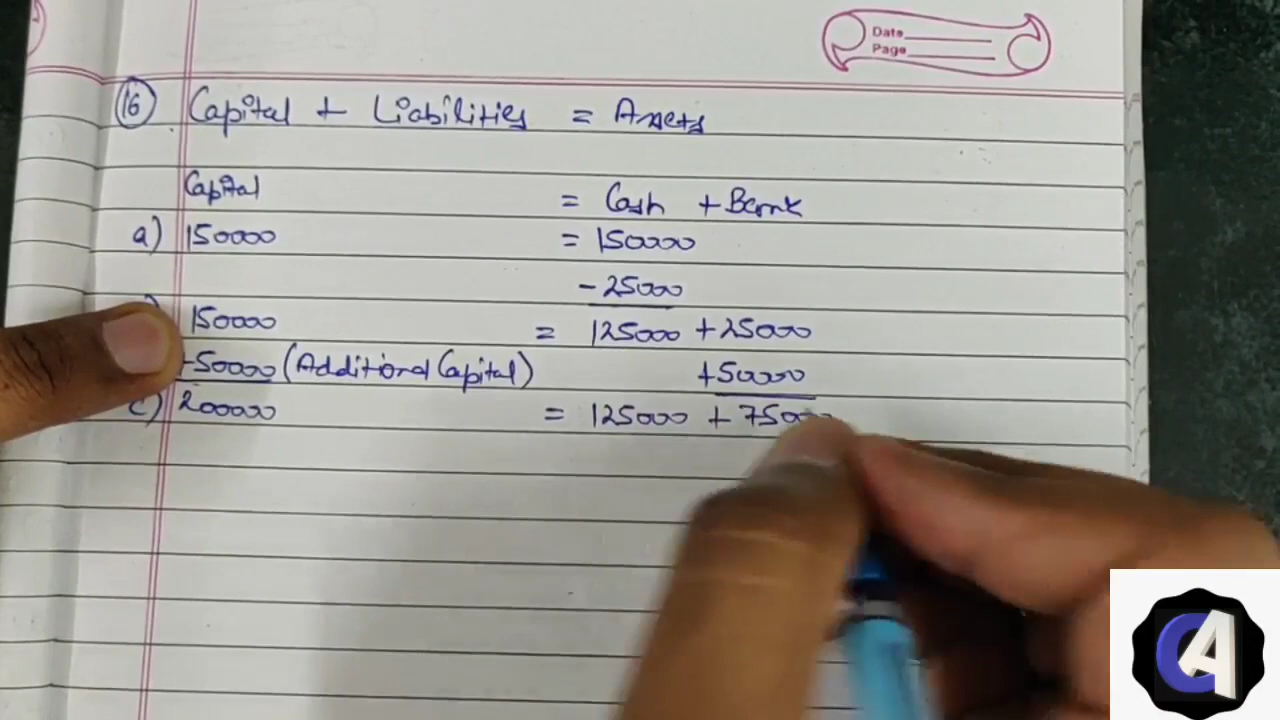 Date
Page
16 Capital + Liabilities = Assets
Capital = Cash + Bank
a) 150000 = 150000
- 25000
150000 = 125000 + 25000
+50000 (Additional Capital) +50000
c) 200000 = 125000 + 75000
CA